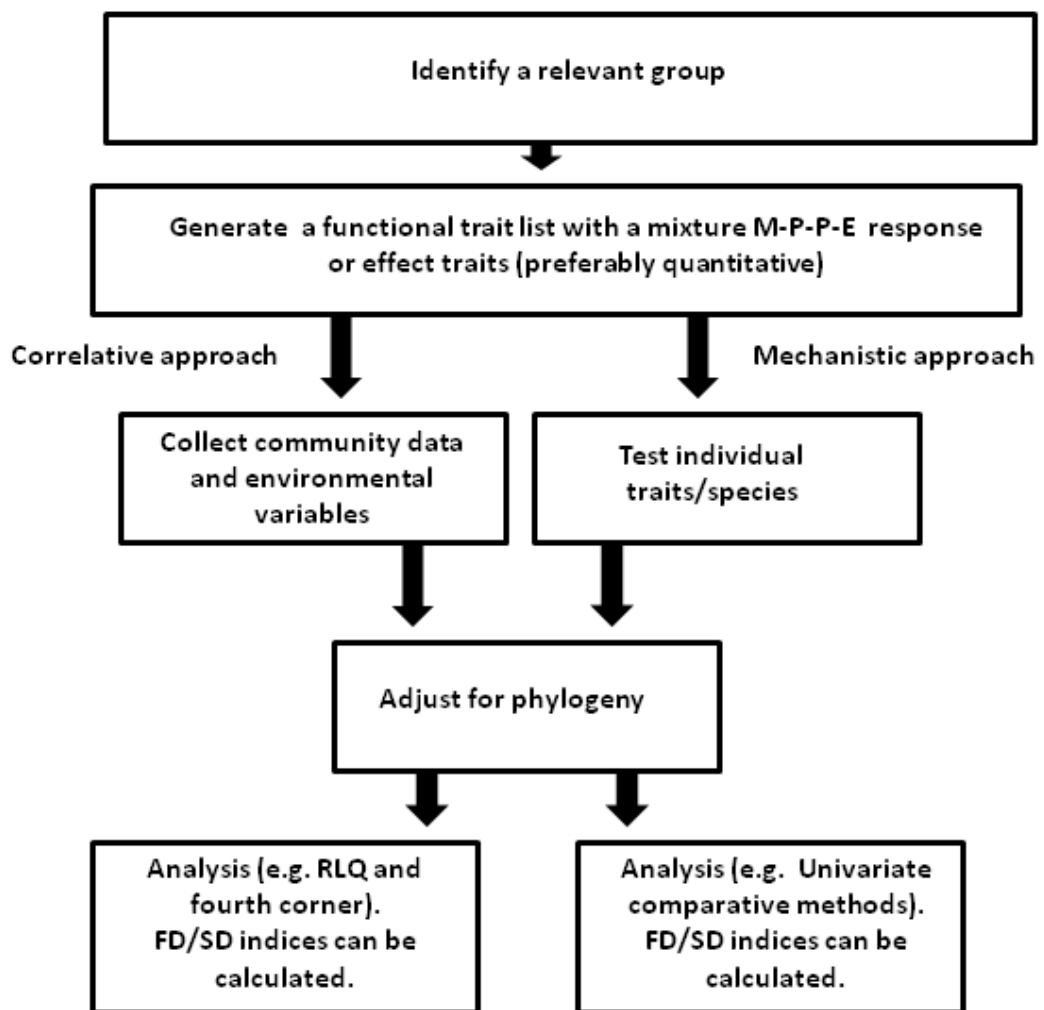 Identify a relevant group
Generate a functional trait list with a mixture M-P-P-E response
or effect traits (preferably quantitative)
Correlative approach
Mechanistic approach
Collect community data
and environmental
variables
Test individual
traits/species
Adjust for phylogeny
Analysis (e.g. RLQ and
fourth corner).
FD/SD indices can be
calculated.
Analysis (e.g. Univariate
comparative methods).
FD/SD indices can be
calculated.